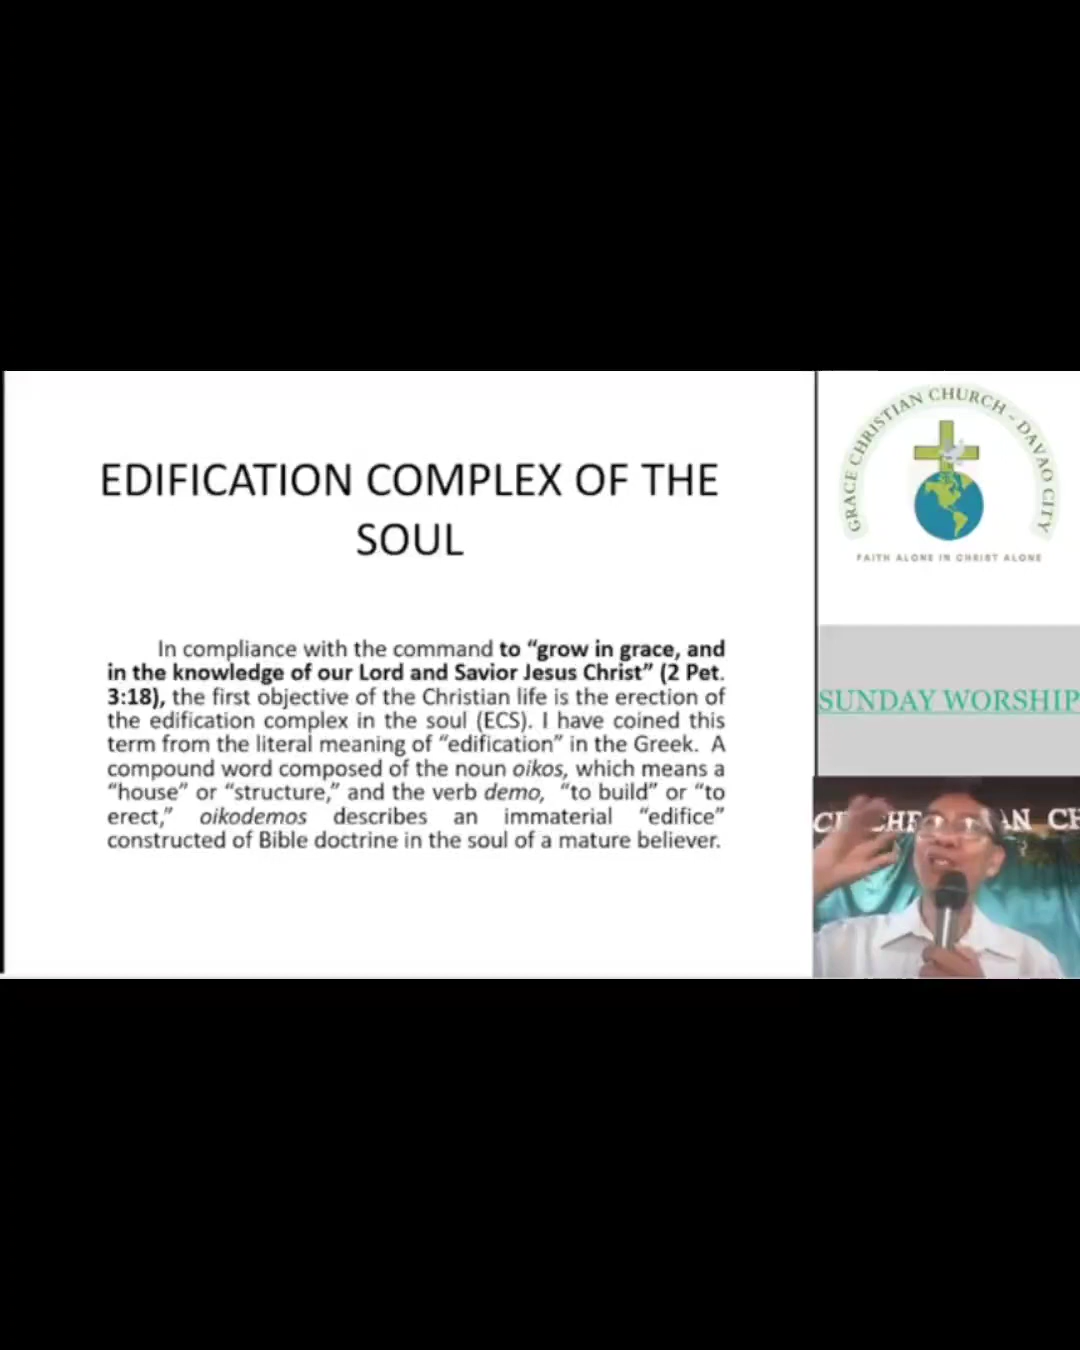 EDIFICATION COMPLEX OF THE
SOUL
In compliance with the command to “grow in grace, and
in the knowledge of our Lord and Savior Jesus Christ” (2 Pet.
3:18), the first objective of the Christian life is the erection of
the edification complex in the soul (ECS). I have coined this
term from the literal meaning of “edification” in the Greek. A
compound word composed of the noun oikos, which means a
“house” or “structure,” and the verb demo, “to build” or “to
erect,” oikodemos describes an immaterial “edifice”
constructed of Bible doctrine in the soul of a mature believer.
GRACE CHRISTIAN CHURCH - DAVAO CITY
FAITH ALONE IN CHRIST ALONE
SUNDAY WORSHIP